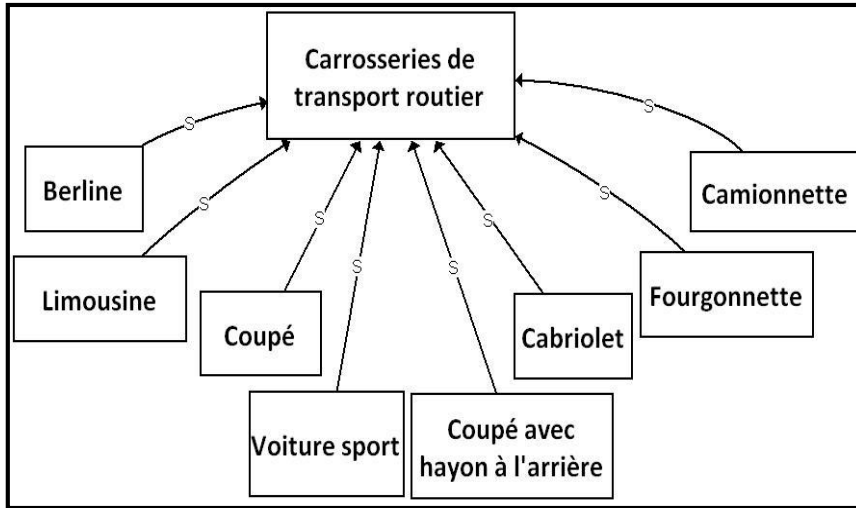 Carrosseries de
transport routier
S
S
S
S
S
S
S
S
Berline
Camionnette
Limousine
Fourgonnette
Coupé
Cabriolet
Voiture sport
Coupé avec
hayon à l'arrière